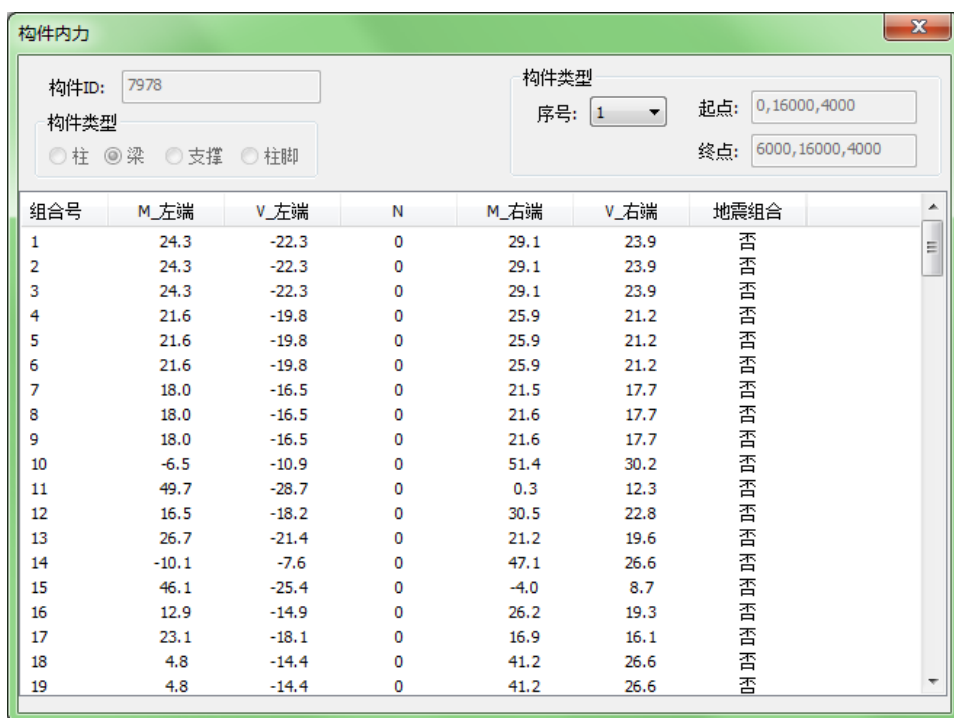 构件内力
构件ID: 7978
构件类型
柱 梁 支撑 柱脚
构件类型
序号: 1 起点: 0,16000,4000
终点: 6000,16000,4000
组合号 M_左端 V_左端 N M_右端 V_右端 地震组合
1 24.3 -22.3 0 29.1 23.9 否
2 24.3 -22.3 0 29.1 23.9 否
3 24.3 -22.3 0 29.1 23.9 否
4 21.6 -19.8 0 25.9 21.2 否
5 21.6 -19.8 0 25.9 21.2 否
6 21.6 -19.8 0 25.9 21.2 否
7 18.0 -16.5 0 21.5 17.7 否
8 18.0 -16.5 0 21.6 17.7 否
9 18.0 -16.5 0 21.6 17.7 否
10 -6.5 -10.9 0 51.4 30.2 否
11 49.7 -28.7 0 0.3 12.3 否
12 16.5 -18.2 0 30.5 22.8 否
13 26.7 -21.4 0 21.2 19.6 否
14 -10.1 -7.6 0 47.1 26.6 否
15 46.1 -25.4 0 -4.0 8.7 否
16 12.9 -14.9 0 26.2 19.3 否
17 23.1 -18.1 0 16.9 16.1 否
18 4.8 -14.4 0 41.2 26.6 否
19 4.8 -14.4 0 41.2 26.6 否